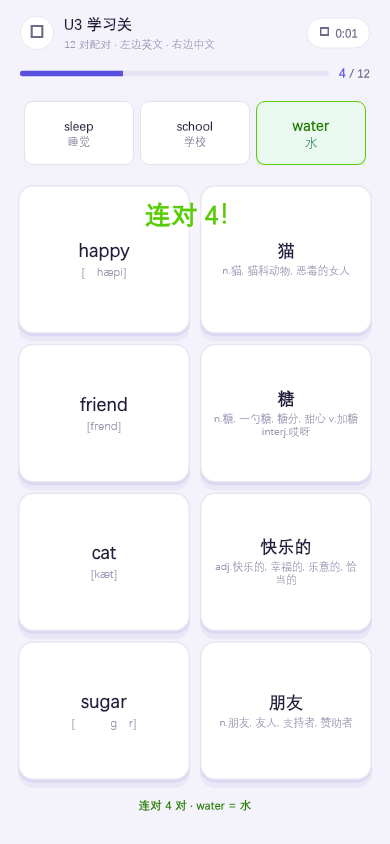 U3 学习关
12 对配对 · 左边英文 · 右边中文
0:01
4 / 12
sleep
睡觉
school
学校
water
水
连对 4!
happy
[ hæpi]
猫
n.猫, 猫科动物, 恶毒的女人
friend
[frend]
糖
n.糖, 一勺糖, 糖分, 甜心 v.加糖
interj.哎呀
cat
[kæt]
快乐的
adj.快乐的, 幸福的, 乐意的, 恰
当的
sugar
[ g r]
朋友
n.朋友, 友人, 支持者, 赞助者
连对 4 对 · water = 水